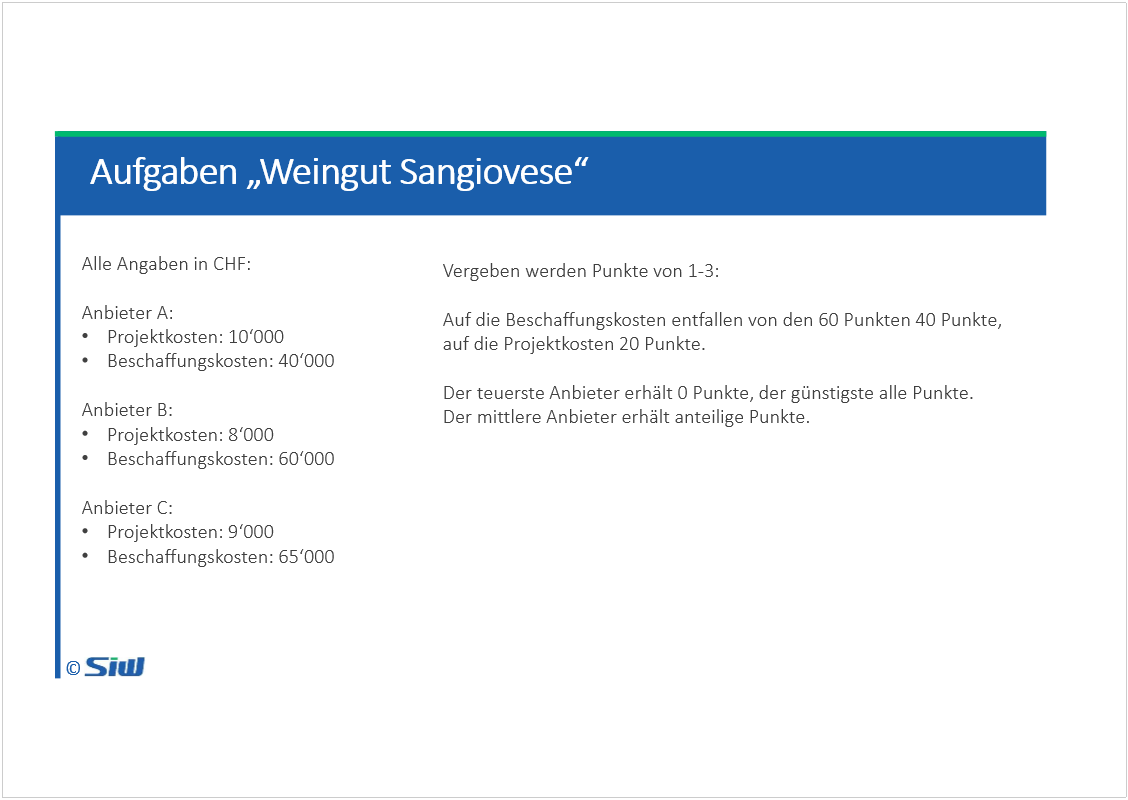 Aufgaben „Weingut Sangiovese“
Alle Angaben in CHF:
Anbieter A:
• Projektkosten: 10‘000
• Beschaffungskosten: 40‘000
Anbieter B:
• Projektkosten: 8‘000
• Beschaffungskosten: 60‘000
Anbieter C:
• Projektkosten: 9‘000
• Beschaffungskosten: 65‘000
Vergeben werden Punkte von 1-3:
Auf die Beschaffungskosten entfallen von den 60 Punkten 40 Punkte,
auf die Projektkosten 20 Punkte.
Der teuerste Anbieter erhält 0 Punkte, der günstigste alle Punkte.
Der mittlere Anbieter erhält anteilige Punkte.
© Siw